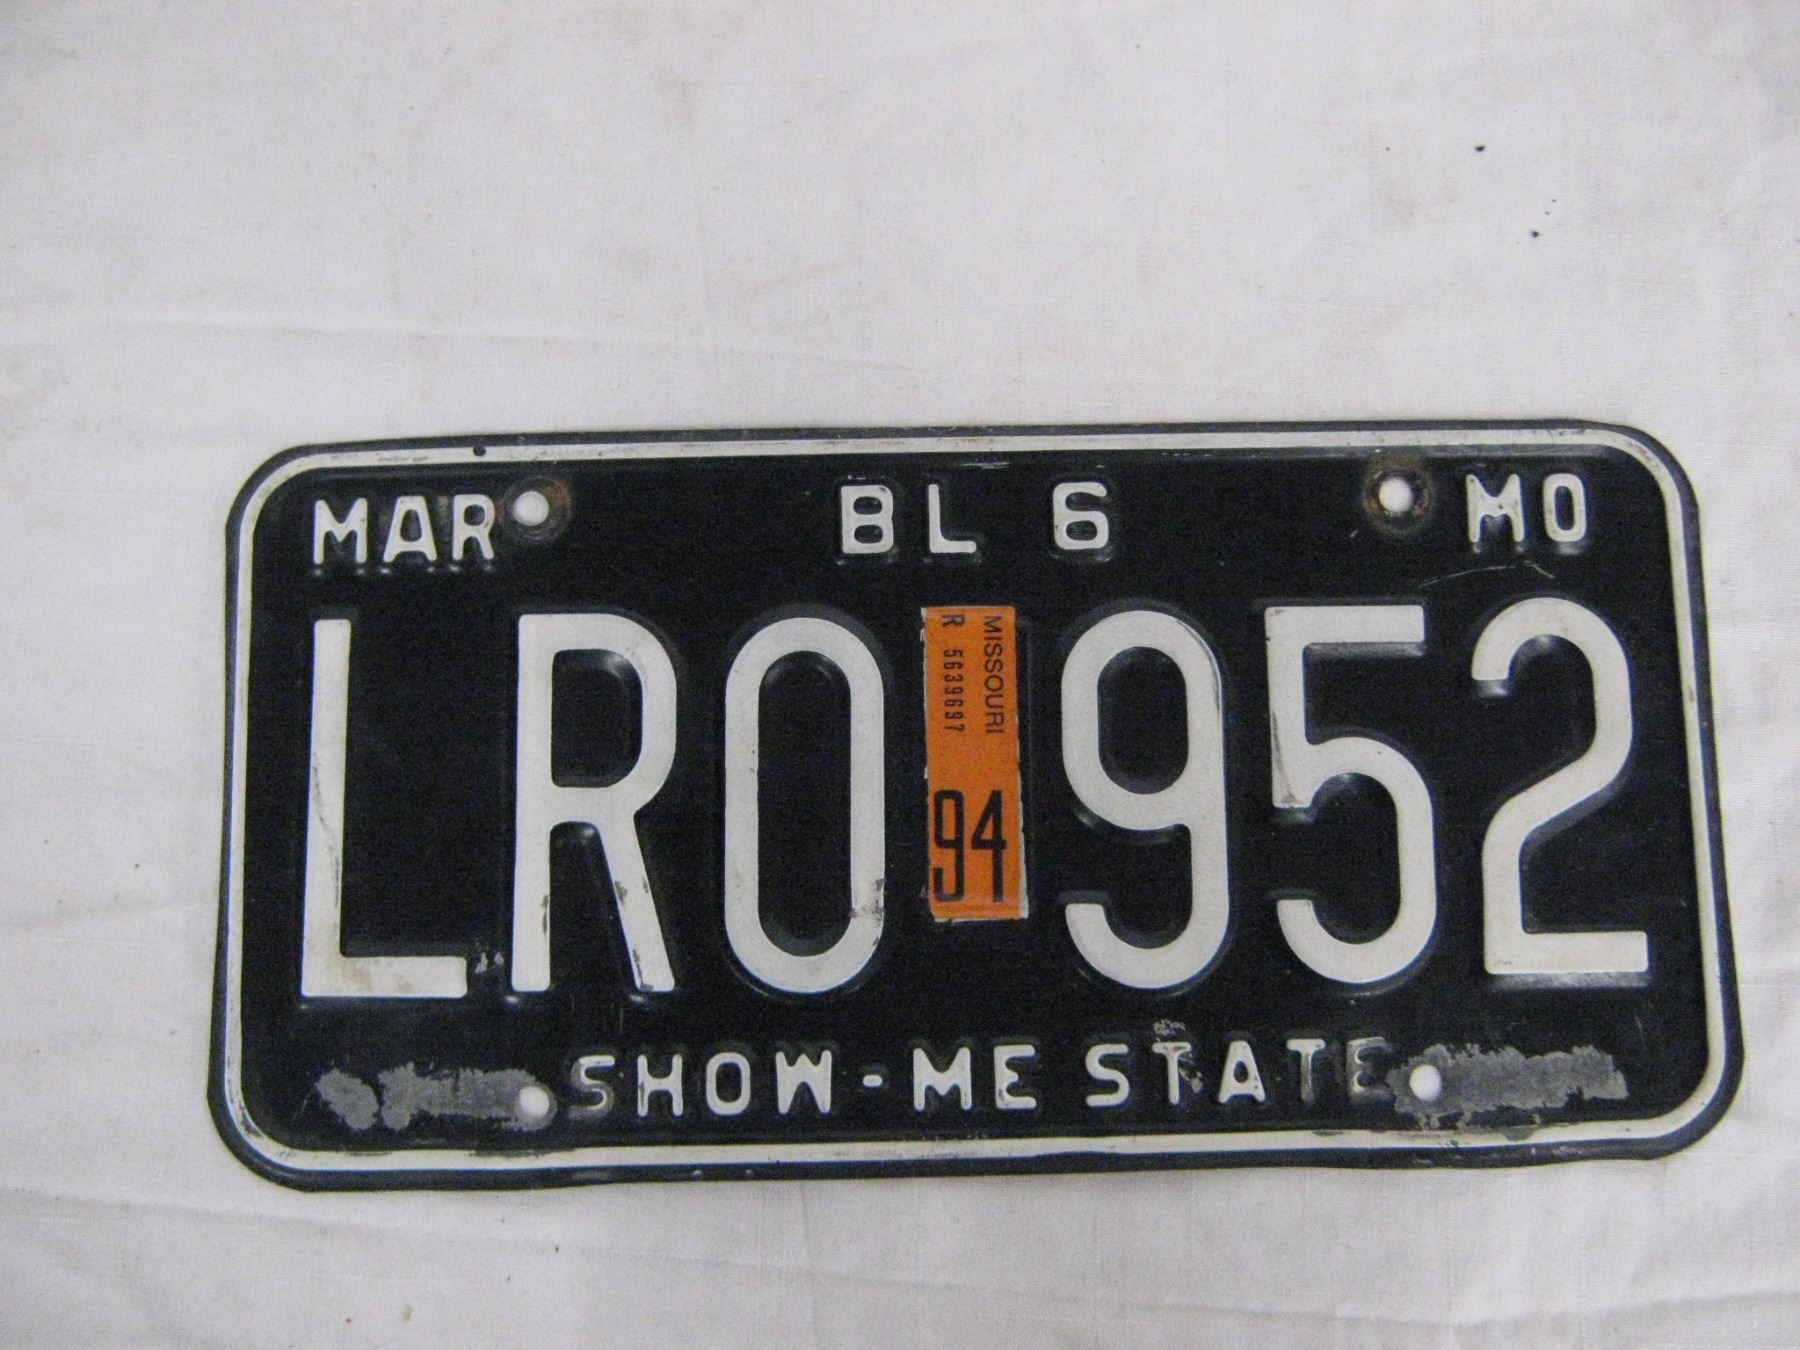 MAR BL 6 MO
LR0 952
MISSOURI
R 5639697
94
SHOW-ME STATE